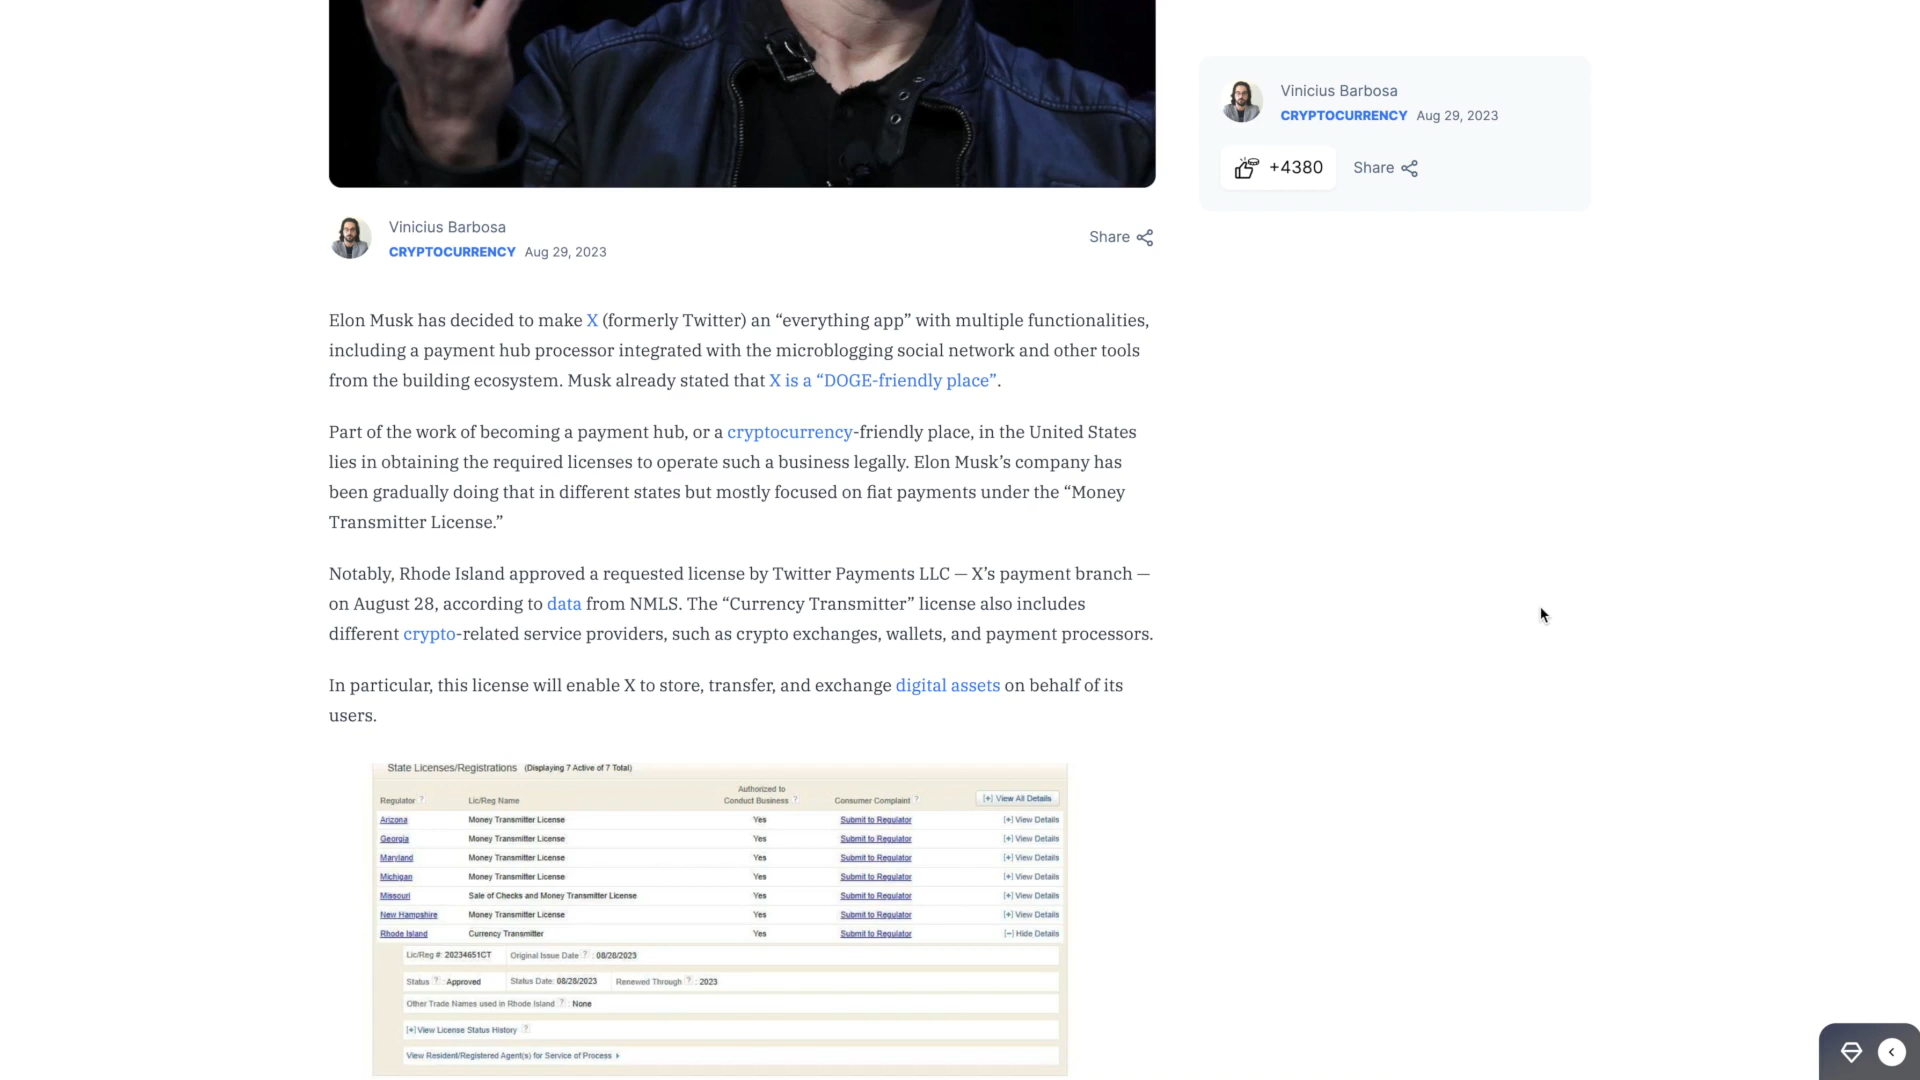 Vinicius Barbosa
CRYPTOCURRENCY Aug 29, 2023
+4380 Share
Vinicius Barbosa
CRYPTOCURRENCY Aug 29, 2023
Share
Elon Musk has decided to make X (formerly Twitter) an “everything app” with multiple functionalities,
including a payment hub processor integrated with the microblogging social network and other tools
from the building ecosystem. Musk already stated that X is a “DOGE-friendly place”.
Part of the work of becoming a payment hub, or a cryptocurrency-friendly place, in the United States
lies in obtaining the required licenses to operate such a business legally. Elon Musk’s company has
been gradually doing that in different states but mostly focused on fiat payments under the “Money
Transmitter License.”
Notably, Rhode Island approved a requested license by Twitter Payments LLC — X’s payment branch —
on August 28, according to data from NMLS. The “Currency Transmitter” license also includes
different crypto-related service providers, such as crypto exchanges, wallets, and payment processors.
In particular, this license will enable X to store, transfer, and exchange digital assets on behalf of its
users.
State Licenses/Registrations (Displaying 7 Active of 7 Total)
Regulator ? Lic/Reg Name Authorized to Conduct Business ? Consumer Complaint ? [+] View All Details
Arizona Money Transmitter License Yes Submit to Regulator [+] View Details
Georgia Money Transmitter License Yes Submit to Regulator [+] View Details
Maryland Money Transmitter License Yes Submit to Regulator [+] View Details
Michigan Money Transmitter License Yes Submit to Regulator [+] View Details
Missouri Sale of Checks and Money Transmitter License Yes Submit to Regulator [+] View Details
New Hampshire Money Transmitter License Yes Submit to Regulator [+] View Details
Rhode Island Currency Transmitter Yes Submit to Regulator [−] Hide Details
Lic/Reg #: 20234651CT Original Issue Date ? : 08/28/2023
Status ? : Approved Status Date: 08/28/2023 Renewed Through ? : 2023
Other Trade Names used in Rhode Island ? : None
[+] View License Status History ?
View Resident/Registered Agent(s) for Service of Process